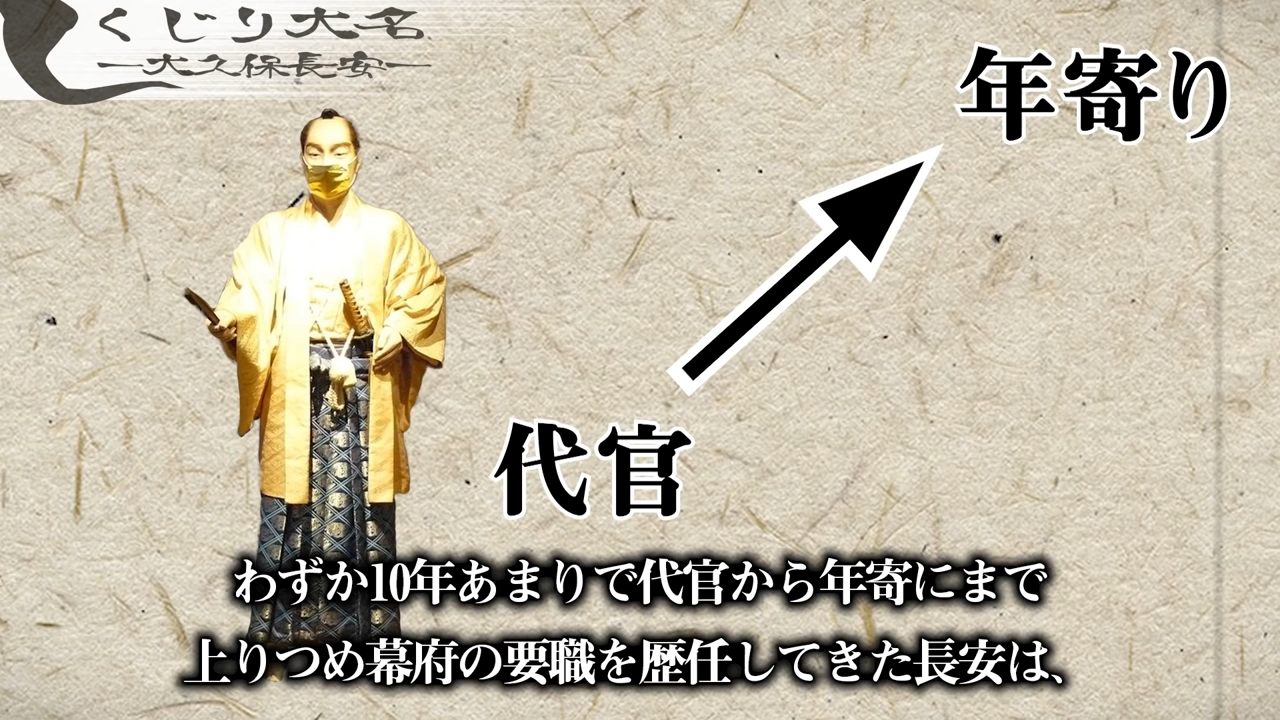 くじり大名
―大久保長安―
年寄り
代官
わずか10年あまりで代官から年寄にまで
上りつめ幕府の要職を歴任してきた長安は、